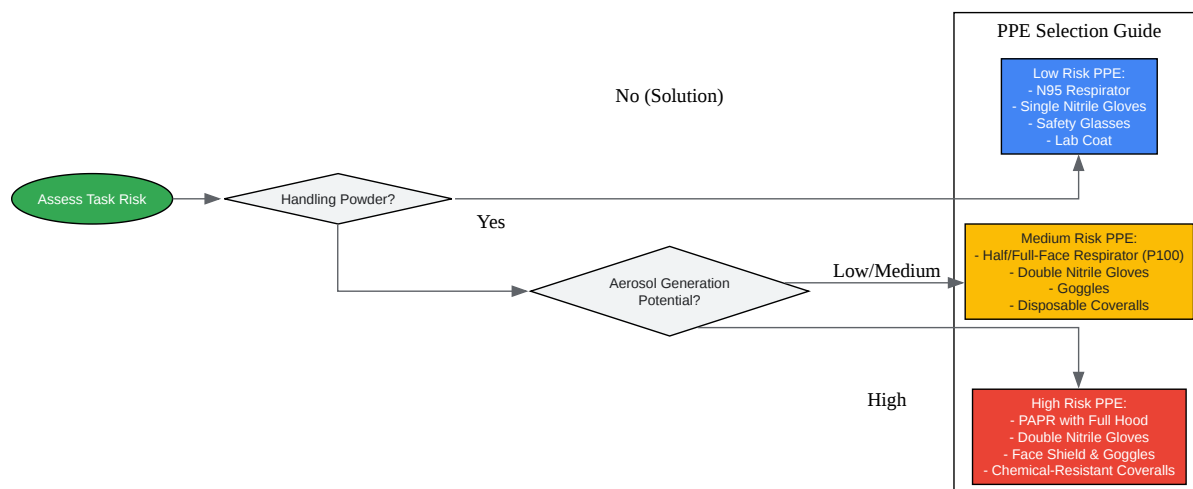 PPE Selection Guide
Low Risk PPE:
- N95 Respirator
- Single Nitrile Gloves
- Safety Glasses
- Lab Coat
No (Solution)
Assess Task Risk
Handling Powder?
Yes
Aerosol Generation
Potential?
Low/Medium
Medium Risk PPE:
- Half/Full-Face Respirator (P100)
- Double Nitrile Gloves
- Goggles
- Disposable Coveralls
High
High Risk PPE:
- PAPR with Full Hood
- Double Nitrile Gloves
- Face Shield & Goggles
- Chemical-Resistant Coveralls